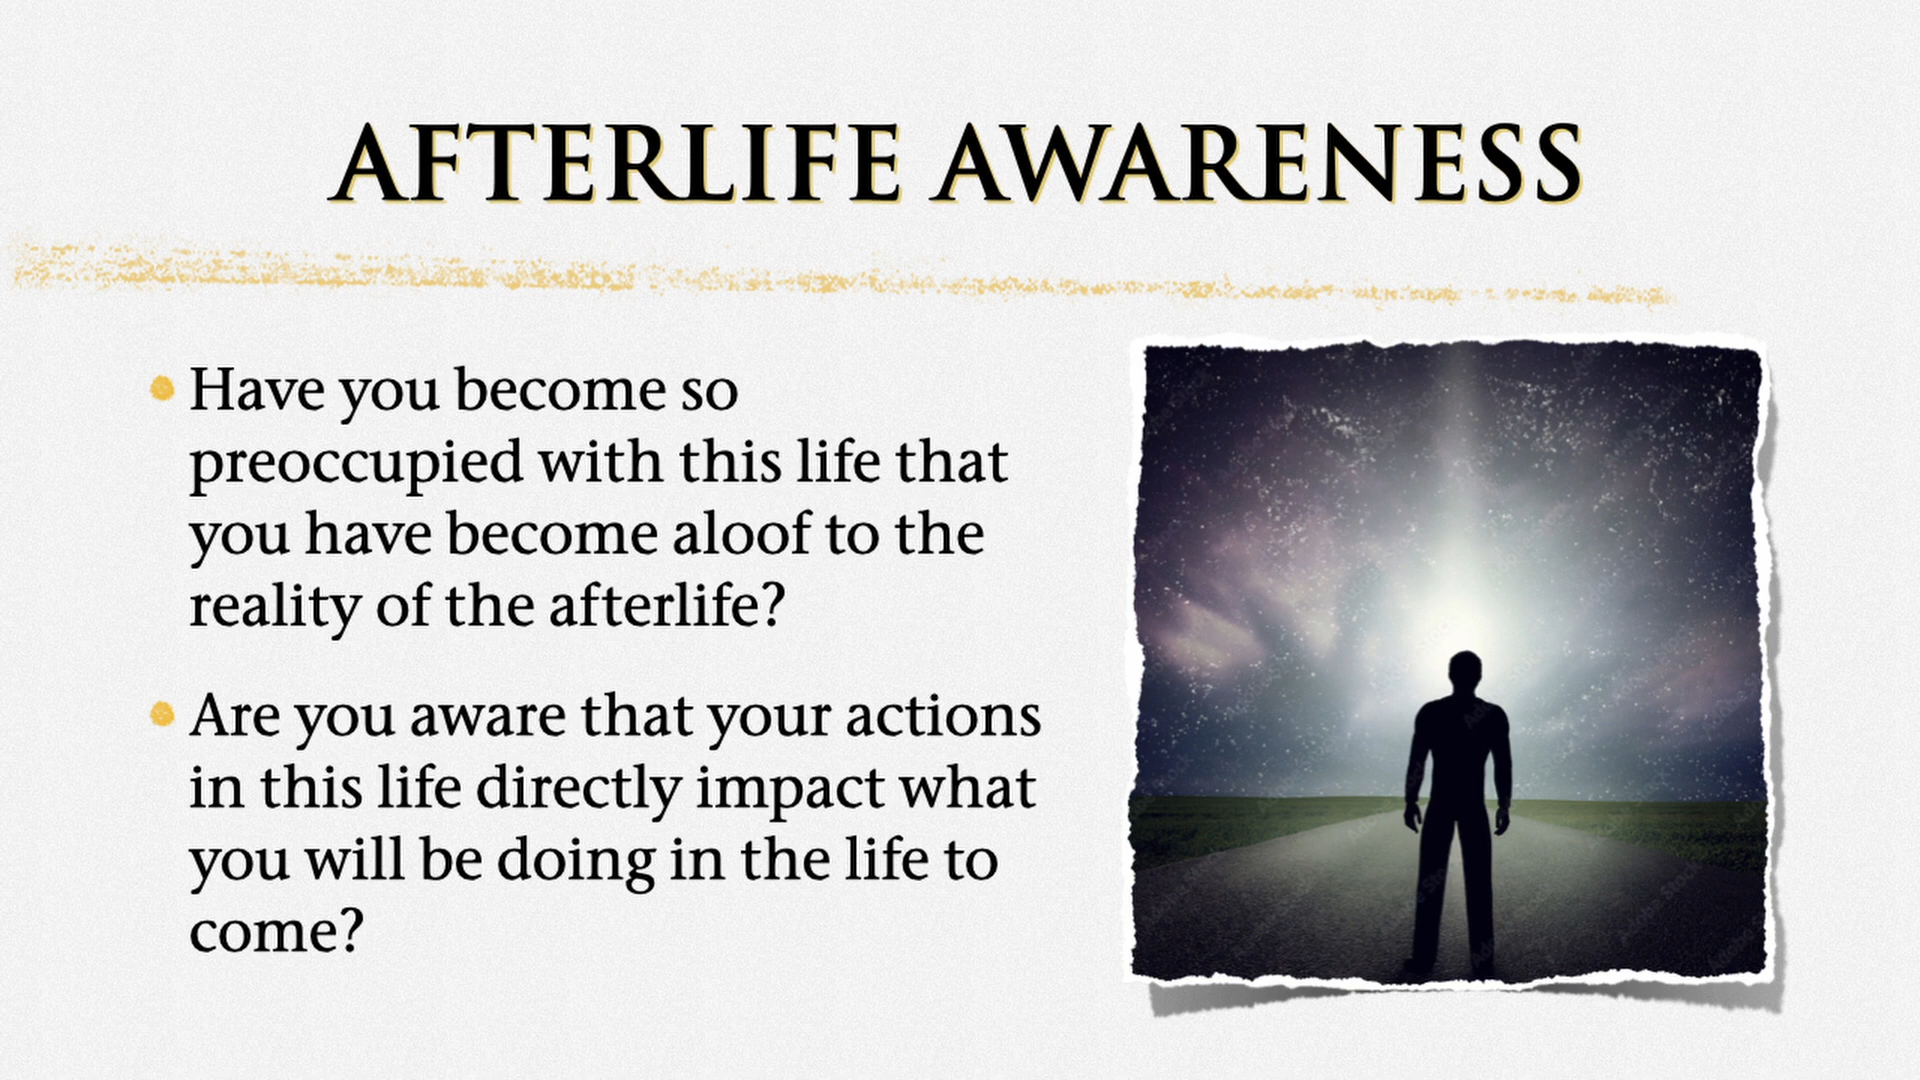 AFTERLIFE AWARENESS
Have you become so
preoccupied with this life that
you have become aloof to the
reality of the afterlife?
Are you aware that your actions
in this life directly impact what
you will be doing in the life to
come?